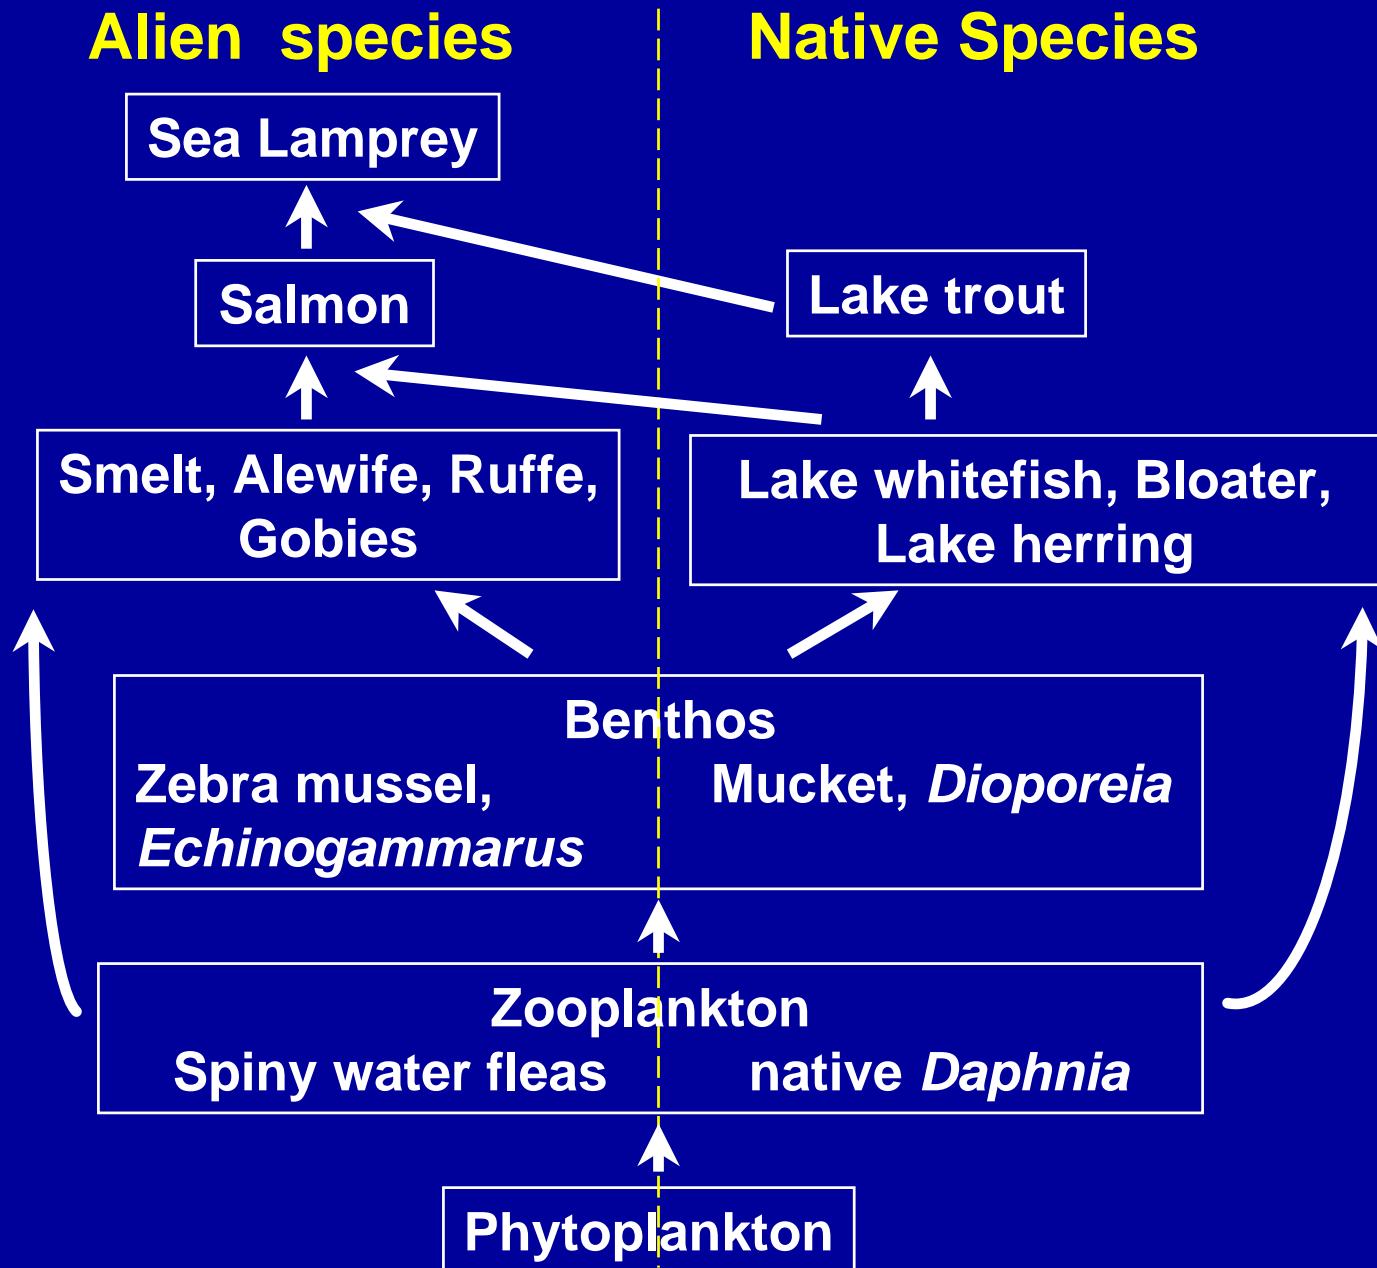 Alien species
Native Species
Sea Lamprey
Salmon
Lake trout
Smelt, Alewife, Ruffe,
Gobies
Lake whitefish, Bloater,
Lake herring
Benthos
Zebra mussel,
Echinogammarus
Mucket, Dioporeia
Zooplankton
Spiny water fleas
native Daphnia
Phytoplankton